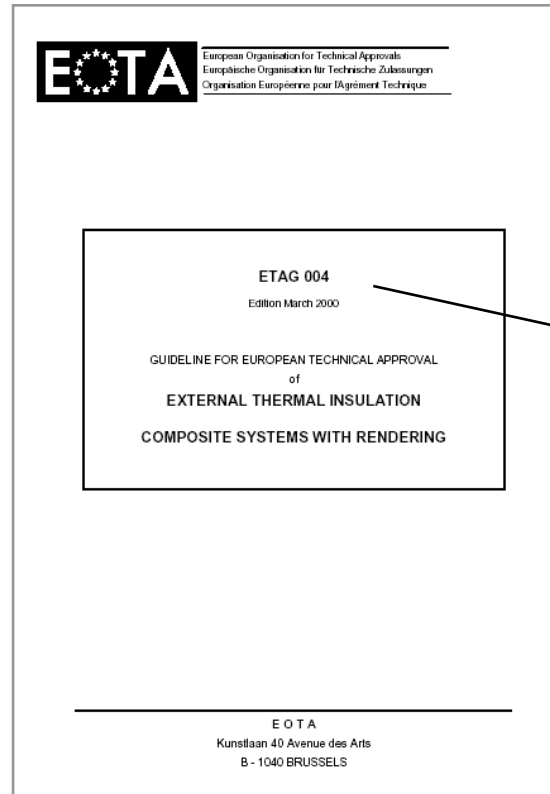 EOTA
European Organisation for Technical Approvals
Europäische Organisation für Technische Zulassungen
Organisation Européenne pour l'Agrément Technique
ETAG 004
Edition March 2000
GUIDELINE FOR EUROPEAN TECHNICAL APPROVAL
of
EXTERNAL THERMAL INSULATION
COMPOSITE SYSTEMS WITH RENDERING
E O T A
Kunstlaan 40 Avenue des Arts
B - 1040 BRUSSELS